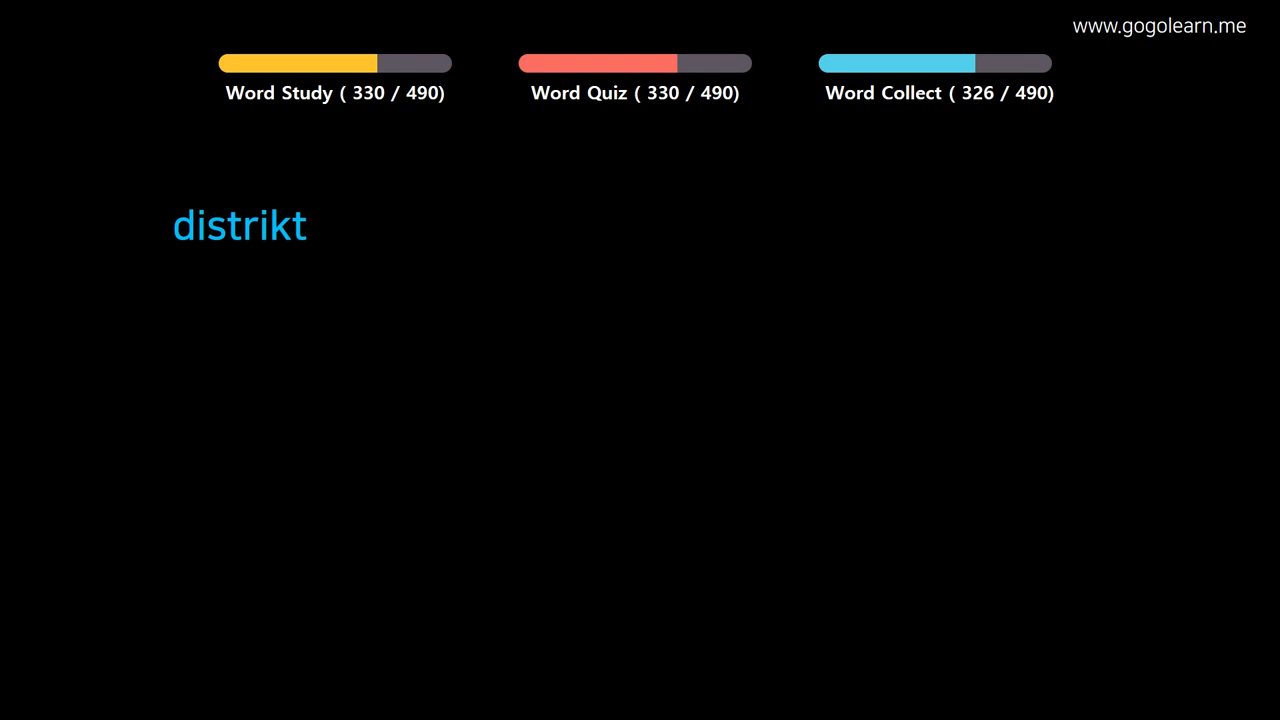 www.gogolearn.me
Word Study ( 330 / 490)
Word Quiz ( 330 / 490)
Word Collect ( 326 / 490)
distrikt